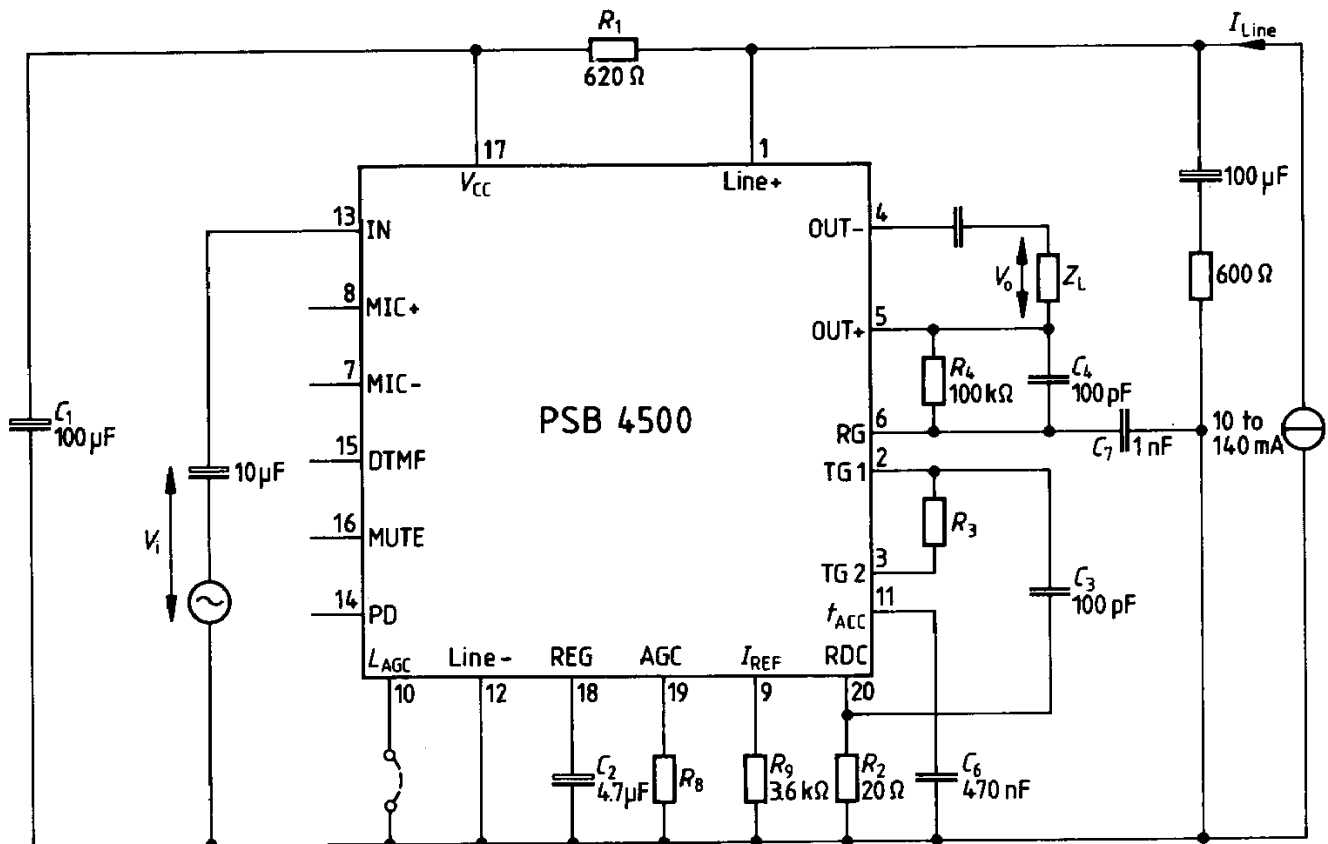 R1
620 Ω
ILine
17
1
VCC
Line+
100 µF
13
IN
4
OUT-
Vo
ZL
600 Ω
8
MIC+
5
OUT+
7
MIC-
R4
100 kΩ
C4
100 pF
C1
100 µF
PSB 4500
6
RG
C7
1 nF
10 to
140 mA
15
DTMF
10 µF
2
TG 1
Vi
16
MUTE
R3
3
TG 2
C3
100 pF
14
PD
11
tACC
LAGC
Line-
REG
AGC
IREF
RDC
10
12
18
19
9
20
C2
4.7 µF
R8
R9
3.6 kΩ
R2
20 Ω
C6
470 nF